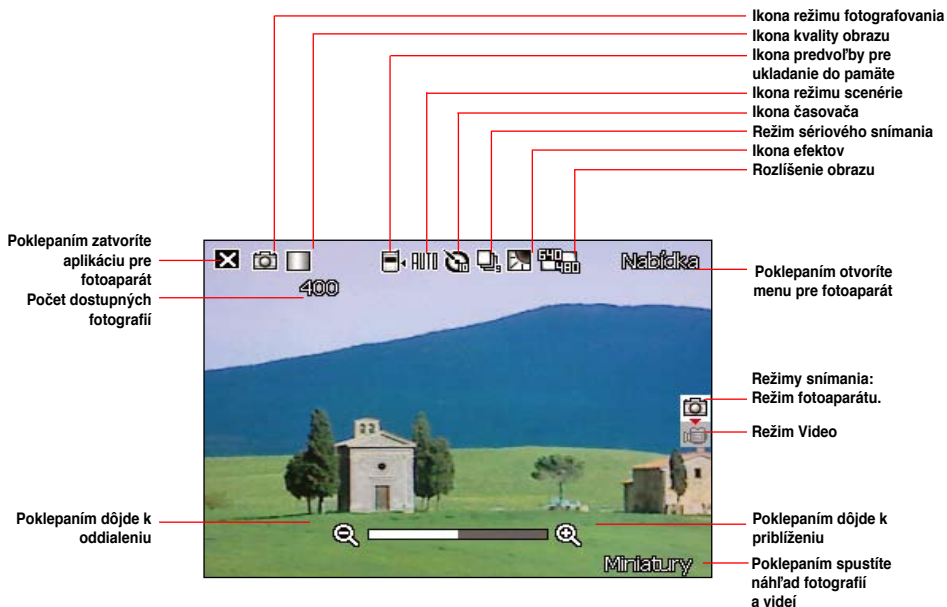 Ikona režimu fotografovania
Ikona kvality obrazu
Ikona predvoľby pre
ukladanie do pamäte
Ikona režimu scenérie
Ikona časovača
Režim sériového snímania
Ikona efektov
Rozlíšenie obrazu
Poklepaním zatvoríte
aplikáciu pre
fotoaparát
Počet dostupných
fotografií
AUTO
10
s
640
480
Nabídka
400
Poklepaním otvoríte
menu pre fotoaparát
Režimy snímania:
Režim fotoaparátu.
Režim Video
Poklepaním dôjde k
oddialeniu
Poklepaním dôjde k
priblíženiu
Miniatury
Poklepaním spustíte
náhľad fotografií
a videí